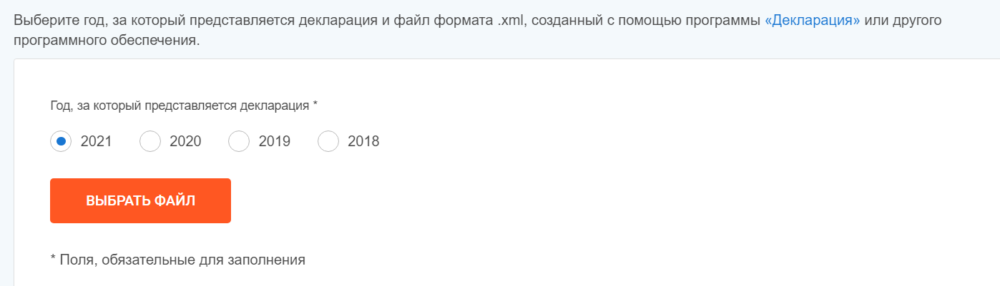 Выберите год, за который представляется декларация и файл формата .xml, созданный с помощью программы «Декларация» или другого
программного обеспечения.
Год, за который представляется декларация *
2021 2020 2019 2018
ВЫБРАТЬ ФАЙЛ
* Поля, обязательные для заполнения